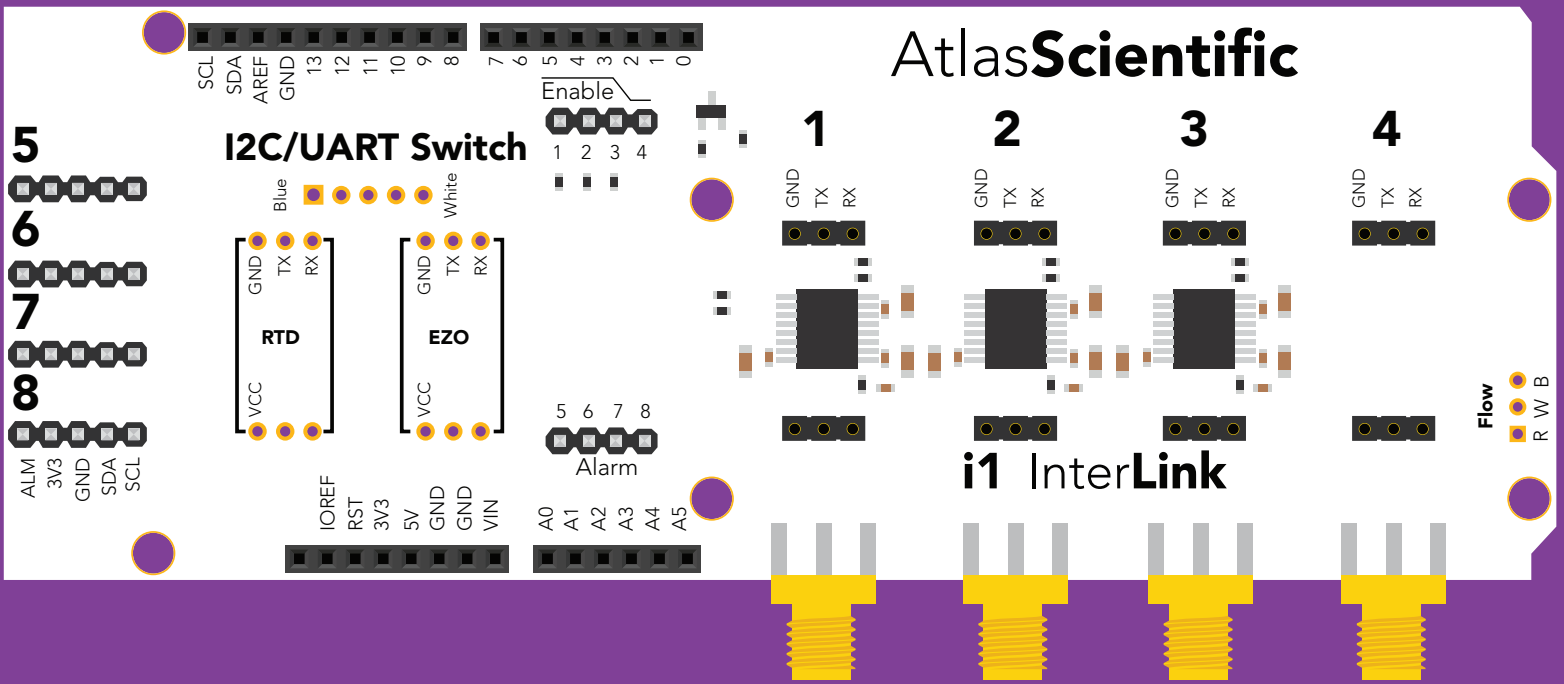 SCL SDA AREF GND 13 12 11 10 9 8 7 6 5 4 3 2 1 0
AtlasScientific
Enable
1 2 3 4
I2C/UART Switch
Blue White
5
6
7
8
ALM 3V3 GND SDA SCL
GND TX RX
RTD
VCC
GND TX RX
EZO
VCC
5 6 7 8
Alarm
IOREF RST 3V3 5V GND GND VIN
A0 A1 A2 A3 A4 A5
1 2 3 4
GND TX RX GND TX RX GND TX RX GND TX RX
Flow
R W B
i1 InterLink